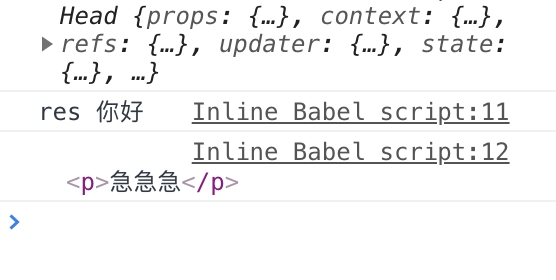 Head {props: {…}, context: {…},
refs: {…}, updater: {…}, state:
{…}, …}
res 你好 Inline Babel script:11
Inline Babel script:12
<p>急急急</p>